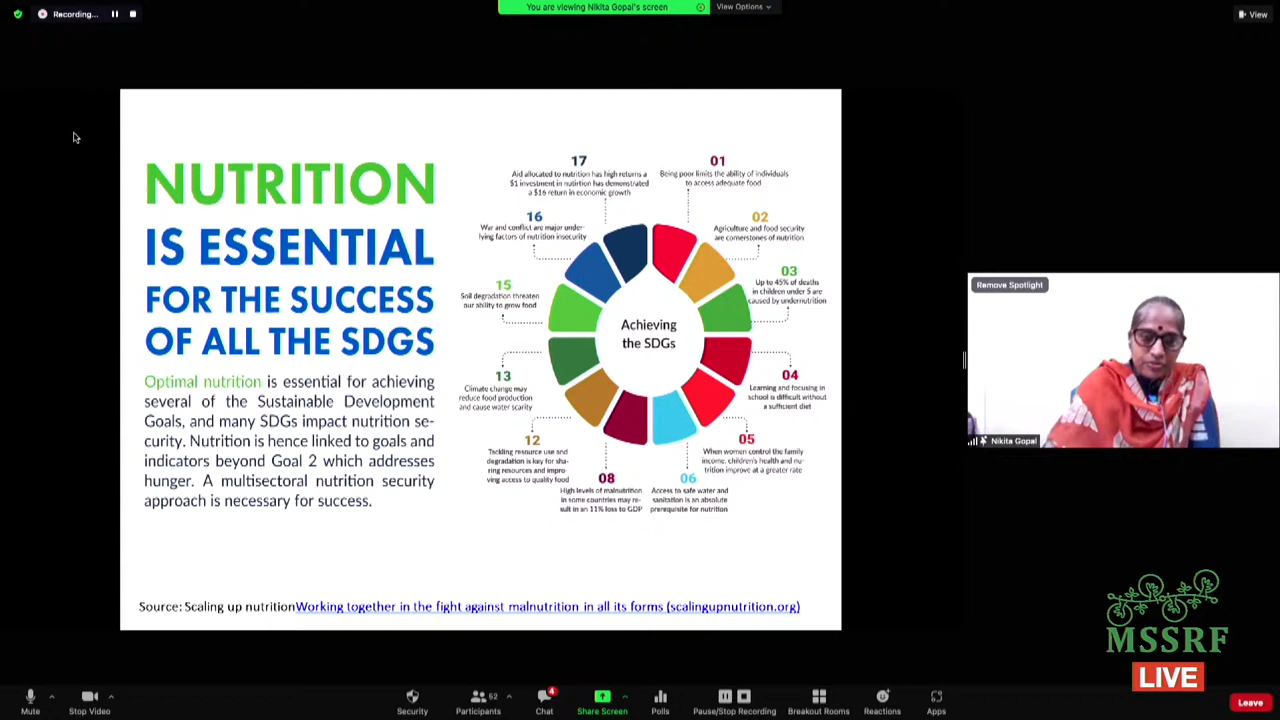 Recording...
You are viewing Nikita Gopal's screen
View Options
View
NUTRITION
IS ESSENTIAL
FOR THE SUCCESS
OF ALL THE SDGS
Optimal nutrition is essential for achieving
several of the Sustainable Development
Goals, and many SDGs impact nutrition se-
curity. Nutrition is hence linked to goals and
indicators beyond Goal 2 which addresses
hunger. A multisectoral nutrition security
approach is necessary for success.
17
Aid allocated to nutrition has high returns a
$1 investment in nutirtion has demonstrated
a $16 return in economic growth
01
Being poor limits the ability of individuals
to access adequate food
16
War and conflict are major under-
lying factors of nutrition insecurity
02
Agriculture and food security
are cornerstones of nutrition
15
Soil degradation threaten
our ability to grow food
03
Up to 45% of deaths
in children under 5 are
caused by undernutrition
Achieving
the SDGs
13
Climate change may
reduce food production
and cause water scarity
04
Learning and focusing in
school is difficult without
a sufficient diet
12
Tackling resource use and
degradation is key for sha-
ring resources and impro
ving access to quality food
05
When women control the family
income, children's health and nu-
trition improve at a greater rate
08
High levels of malnutrition
in some countries may re-
sult in an 11% loss to GDP
06
Access to safe water and
sanitation is an absolute
prerequisite for nutrition
Source: Scaling up nutritionWorking together in the fight against malnutrition in all its forms (scalingupnutrition.org)
Remove Spotlight
Nikita Gopal
MSSRF
LIVE
Mute
Stop Video
Security
52
Participants
4
Chat
Share Screen
Polls
Pause/Stop Recording
Breakout Rooms
Reactions
Apps
Leave